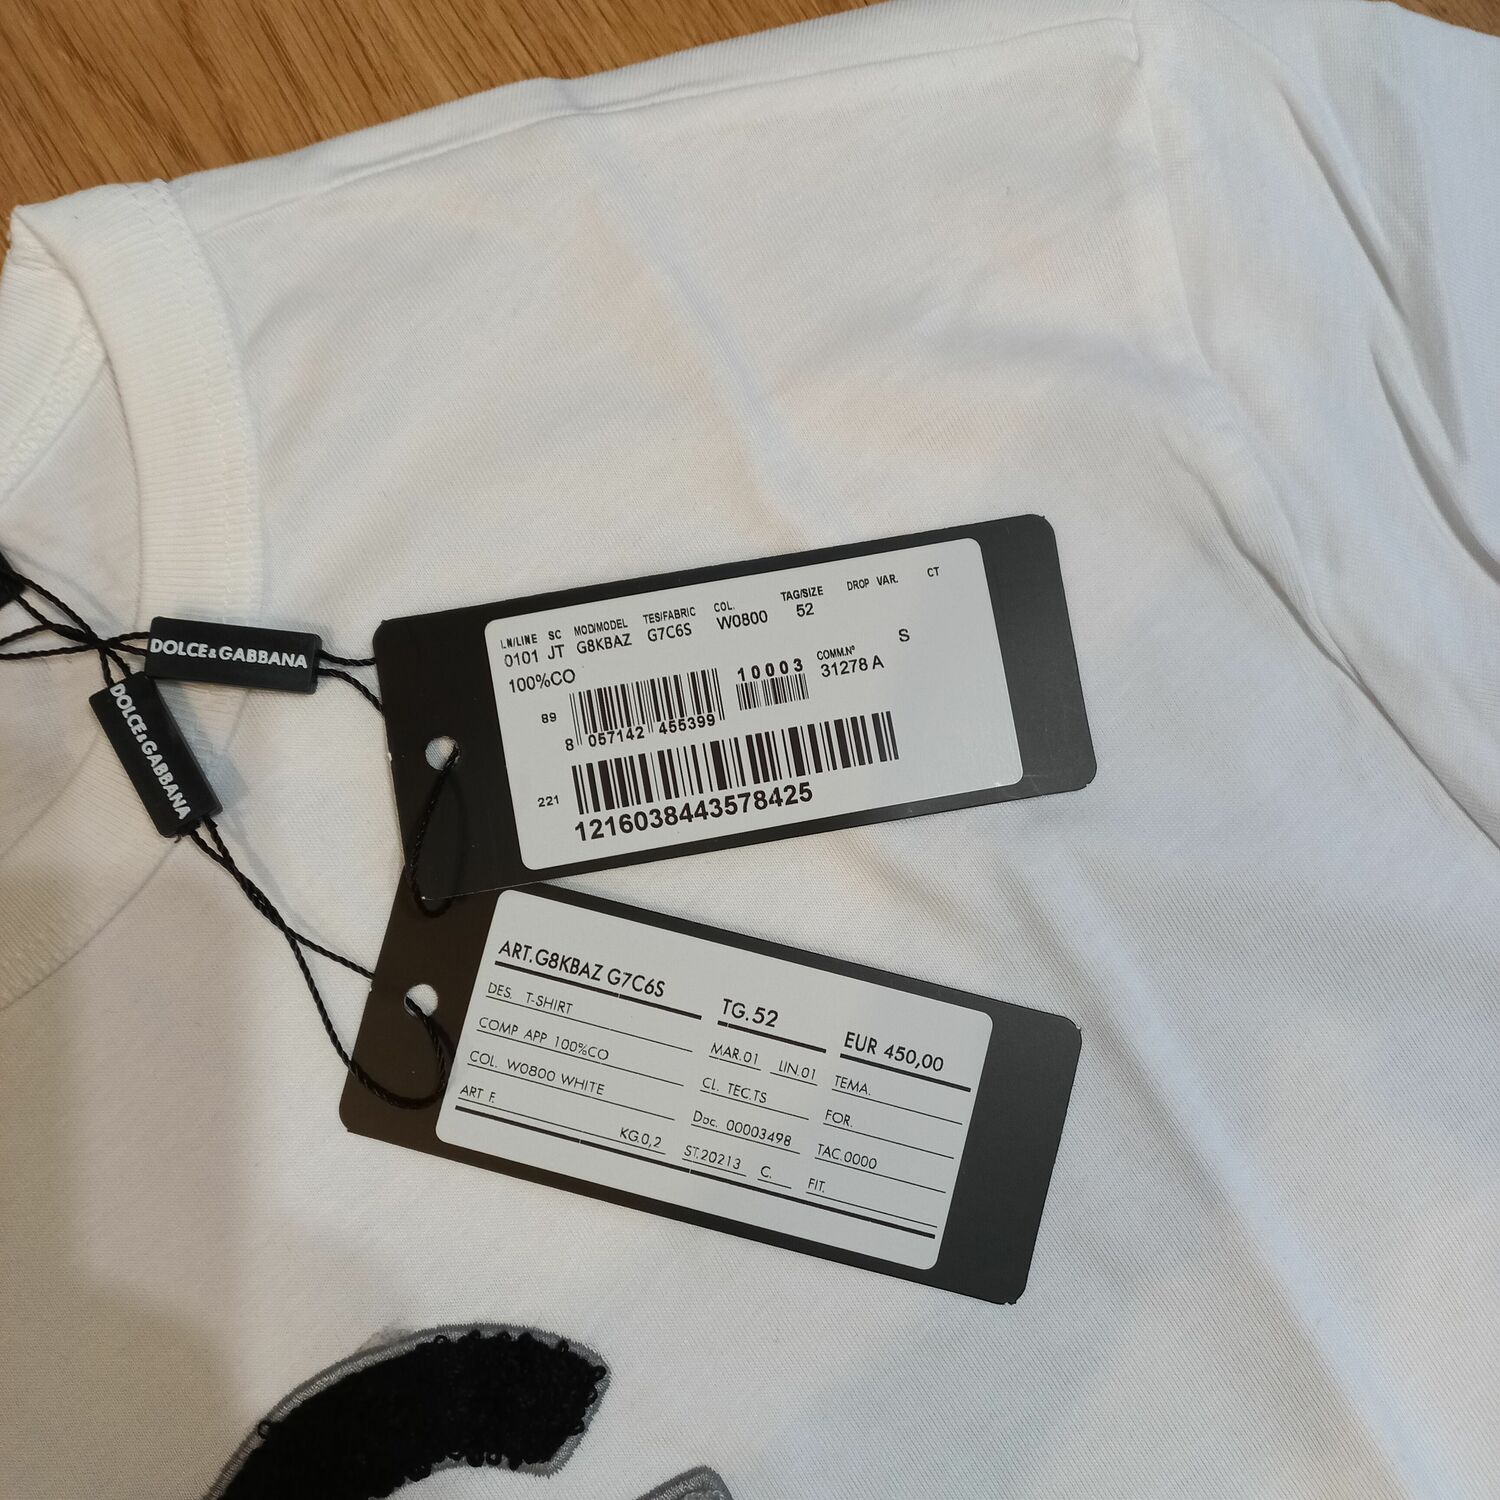 DOLCE&GABBANA
DOLCE&GABBANA
LN/LINE SC MOD/MODEL TES/FABRIC COL. TAG/SIZE DROP VAR. CT
0101 JT G8KBAZ G7C6S W0800 52
S
100%CO
10003
COMM.Nº
31278 A
89
8 057142 455399
221
1216038443578425
ART.G8KBAZ G7C6S TG.52 EUR 450,00
DES. T-SHIRT MAR.01 LIN.01 TEMA.
COMP APP 100%CO CL. TEC.TS FOR.
COL. W0800 WHITE Doc. 00003498 TAC.0000
ART F. KG.0,2 ST.20213 C. FIT.